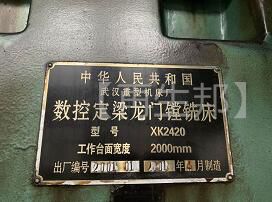 中华人民共和国
武汉重型机床厂
数控定梁龙门镗铣床
型号 XK2420
工作台面宽度 2000mm
出厂编号 年 月制造